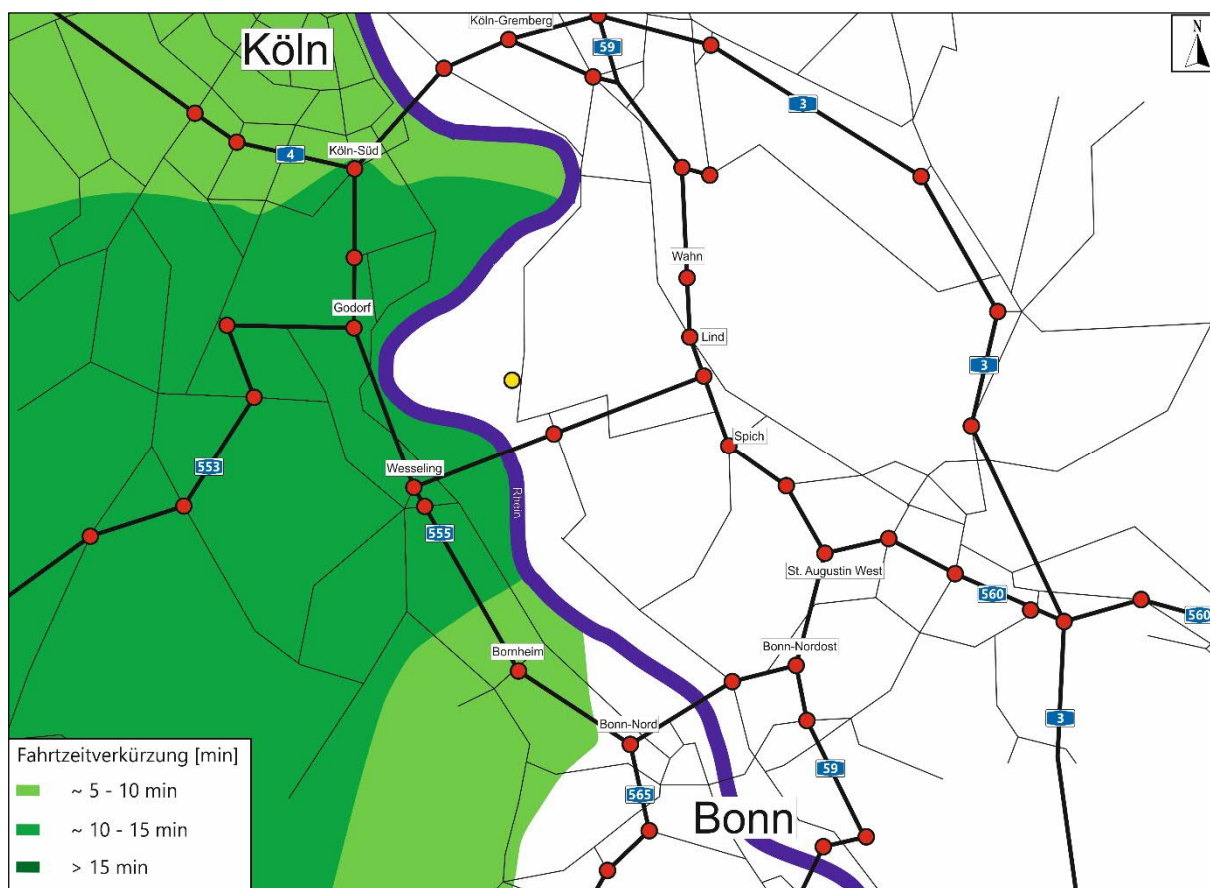 Köln-Gremberg
N
Köln
59
3
Köln-Süd
4
Wahn
Godorf
Lind
3
Spich
553
Wesseling
Rhein
555
St. Augustin West
560
560
Bornheim
Bonn-Nordost
Bonn-Nord
3
Fahrtzeitverkürzung [min]
~ 5 - 10 min
~ 10 - 15 min
> 15 min
59
565
Bonn